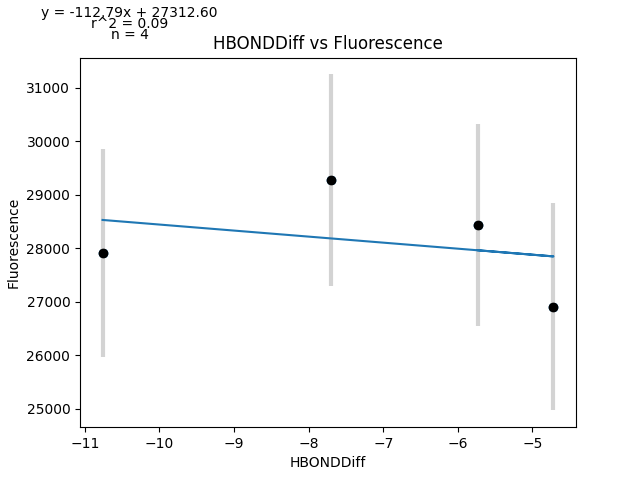 y = -112.79x + 27312.60
r^2 = 0.09
n = 4
HBONDDiff vs Fluorescence
31000
30000
29000
28000
27000
26000
25000
Fluorescence
−11 −10 −9 −8 −7 −6 −5
HBONDDiff